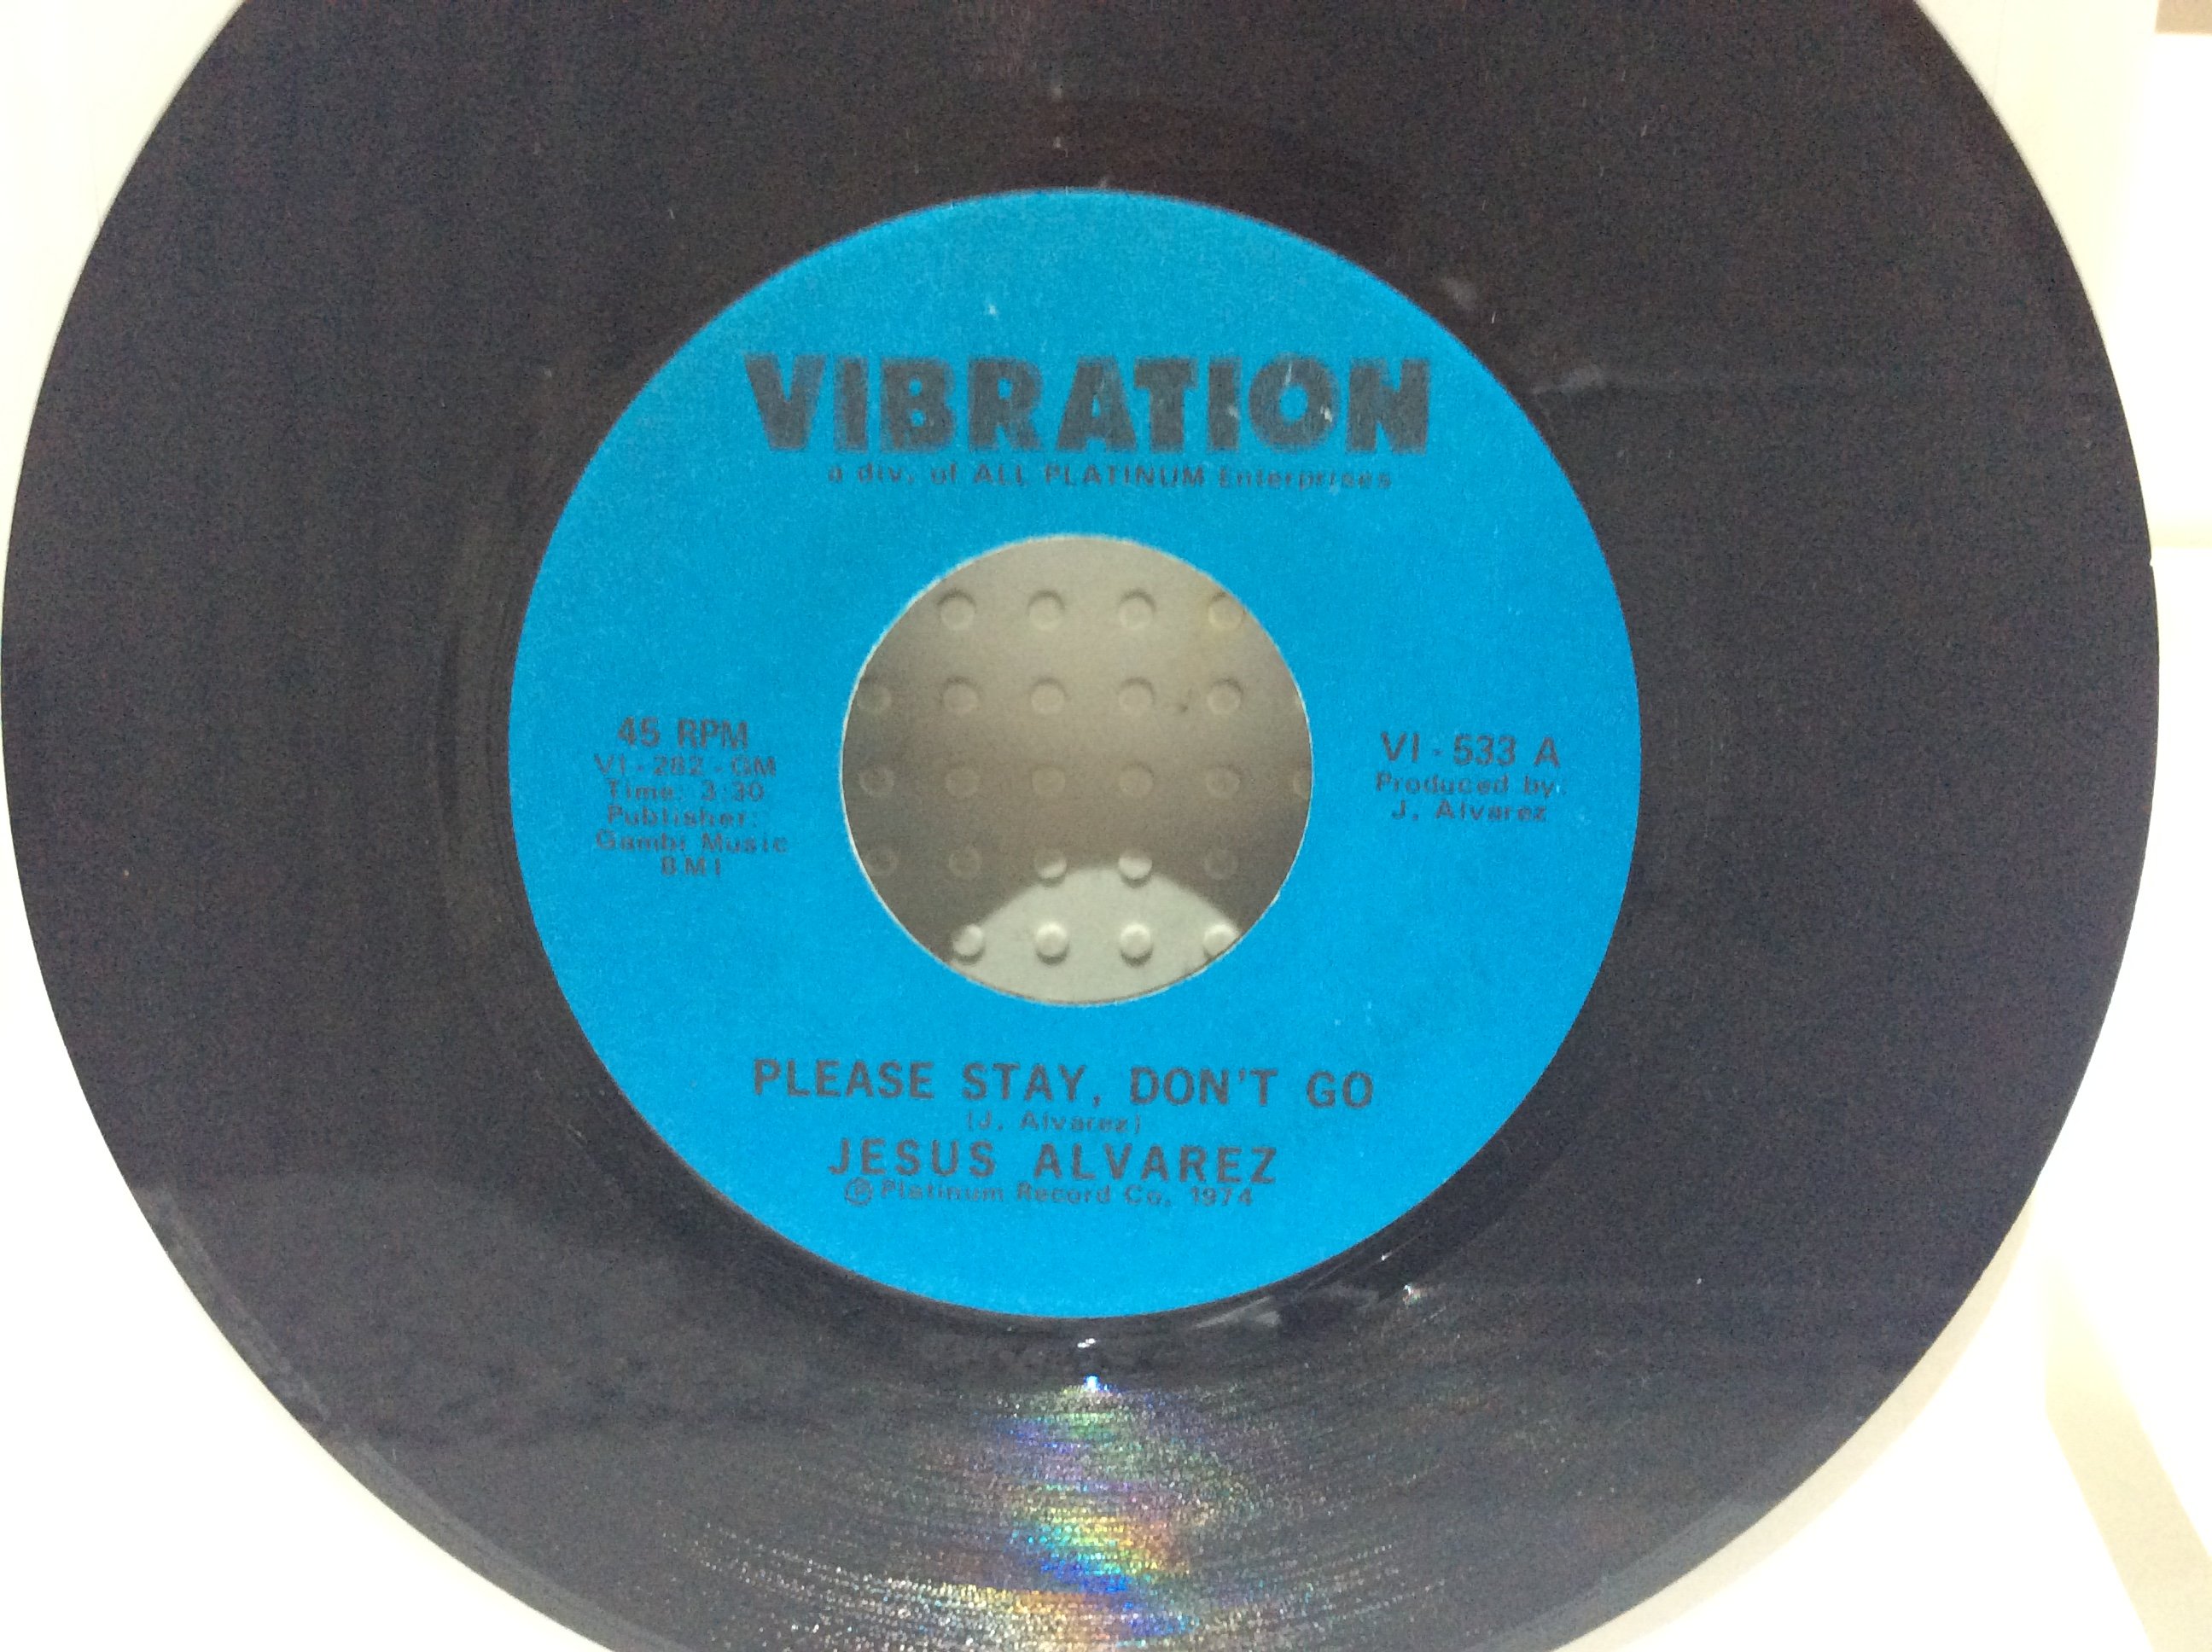 VIBRATION
a div. of ALL PLATINUM Enterprises
45 RPM
VI - 282 - GM
Time: 3:30
Publisher:
Gambi Music
BMI
VI - 533 A
Produced by:
J. Alvarez
PLEASE STAY, DON'T GO
(J. Alvarez)
JESUS ALVAREZ
℗ Platinum Record Co. 1974